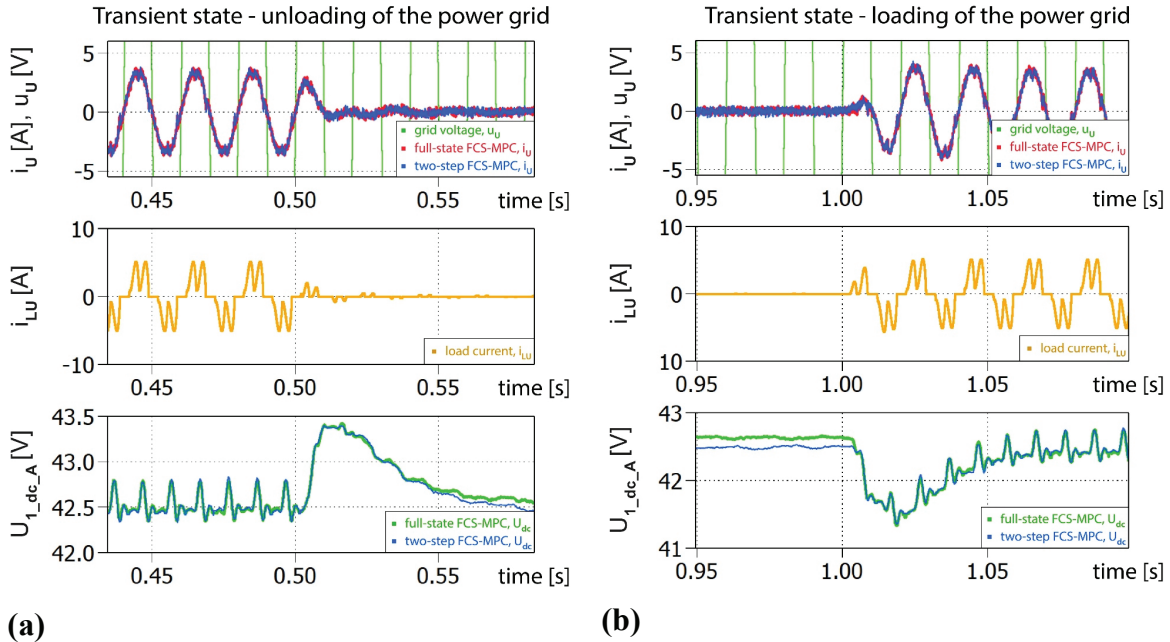 Transient state - unloading of the power grid
i_U [A], u_U [V]
5
0
-5
grid voltage, u_U
full-state FCS-MPC, i_U
two-step FCS-MPC, i_U
0.45 0.50 0.55 time [s]
i_LU [A]
10
0
-10
load current, i_LU
0.45 0.50 0.55 time [s]
U_1_dc_A [V]
43.5
43.0
42.5
42.0
full-state FCS-MPC, U_dc
two-step FCS-MPC, U_dc
0.45 0.50 0.55 time [s]
(a)
Transient state - loading of the power grid
i_U [A], u_U [V]
5
0
-5
grid voltage, u_U
full-state FCS-MPC, i_U
two-step FCS-MPC, i_U
0.95 1.00 1.05 time [s]
i_LU [A]
10
0
10
load current, i_LU
0.95 1.00 1.05 time [s]
U_1_dc_A [V]
43
42
41
full-state FCS-MPC, U_dc
two-step FCS-MPC, U_dc
0.95 1.00 1.05 time [s]
(b)